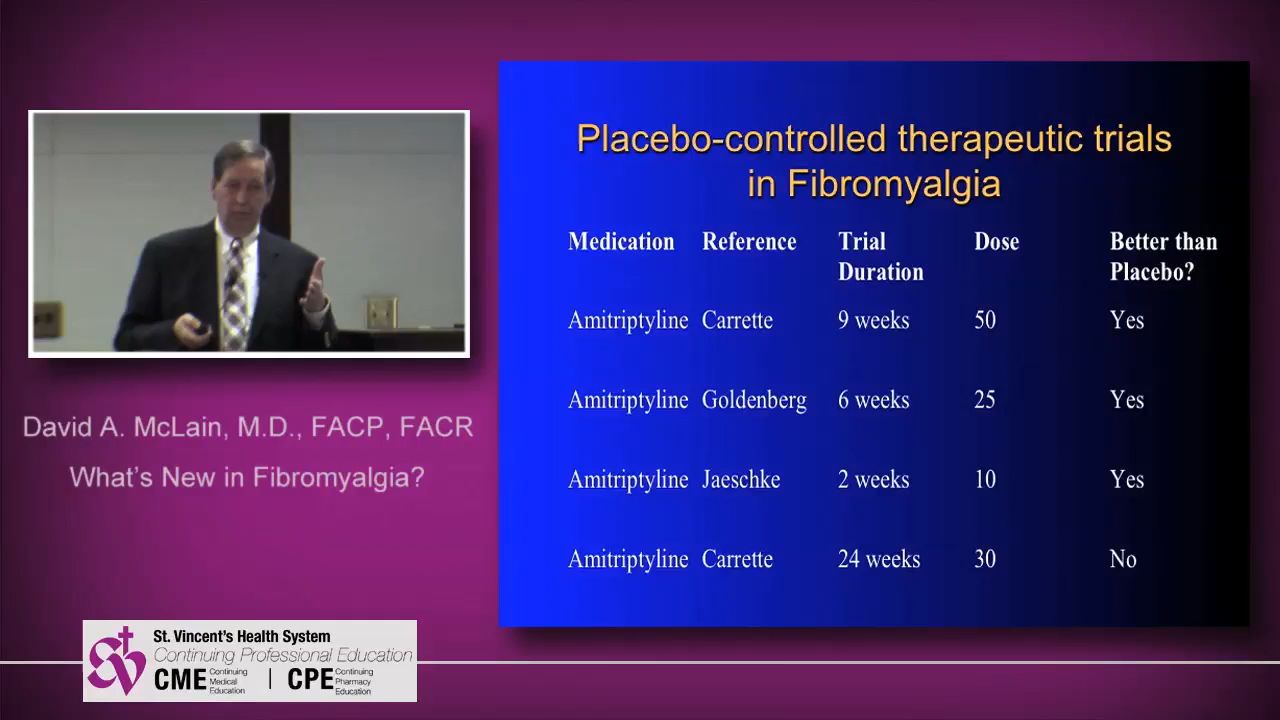 Placebo-controlled therapeutic trials
in Fibromyalgia
Medication Reference Trial Duration Dose Better than Placebo?
Amitriptyline Carrette 9 weeks 50 Yes
Amitriptyline Goldenberg 6 weeks 25 Yes
Amitriptyline Jaeschke 2 weeks 10 Yes
Amitriptyline Carrette 24 weeks 30 No
David A. McLain, M.D., FACP, FACR
What's New in Fibromyalgia?
St. Vincent's Health System
Continuing Professional Education
CME Continuing Medical Education | CPE Continuing Pharmacy Education